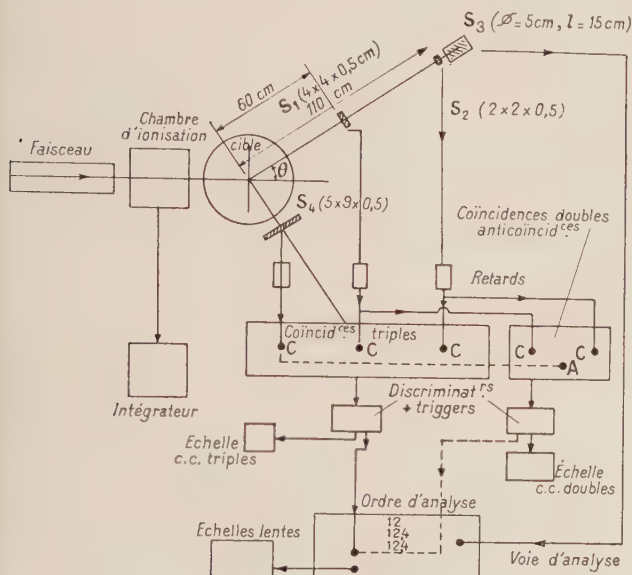 S3 (Ø=5cm, l=15cm)
60 cm
S1 (4×4×0,5cm)
110 cm
Chambre
d'ionisation
S2 (2×2×0,5)
Faisceau
cible
θ
S4 (5×9×0,5)
Coïncidences doubles
anticoïncid.ces
Retards
Coïncid.ces triples
C C C C C
A
Intégrateur
Discriminat.rs
+ triggers
Echelle
c.c. triples
Échelle
c.c. doubles
Ordre d'analyse
12
124
124
Echelles lentes
Voie d'analyse